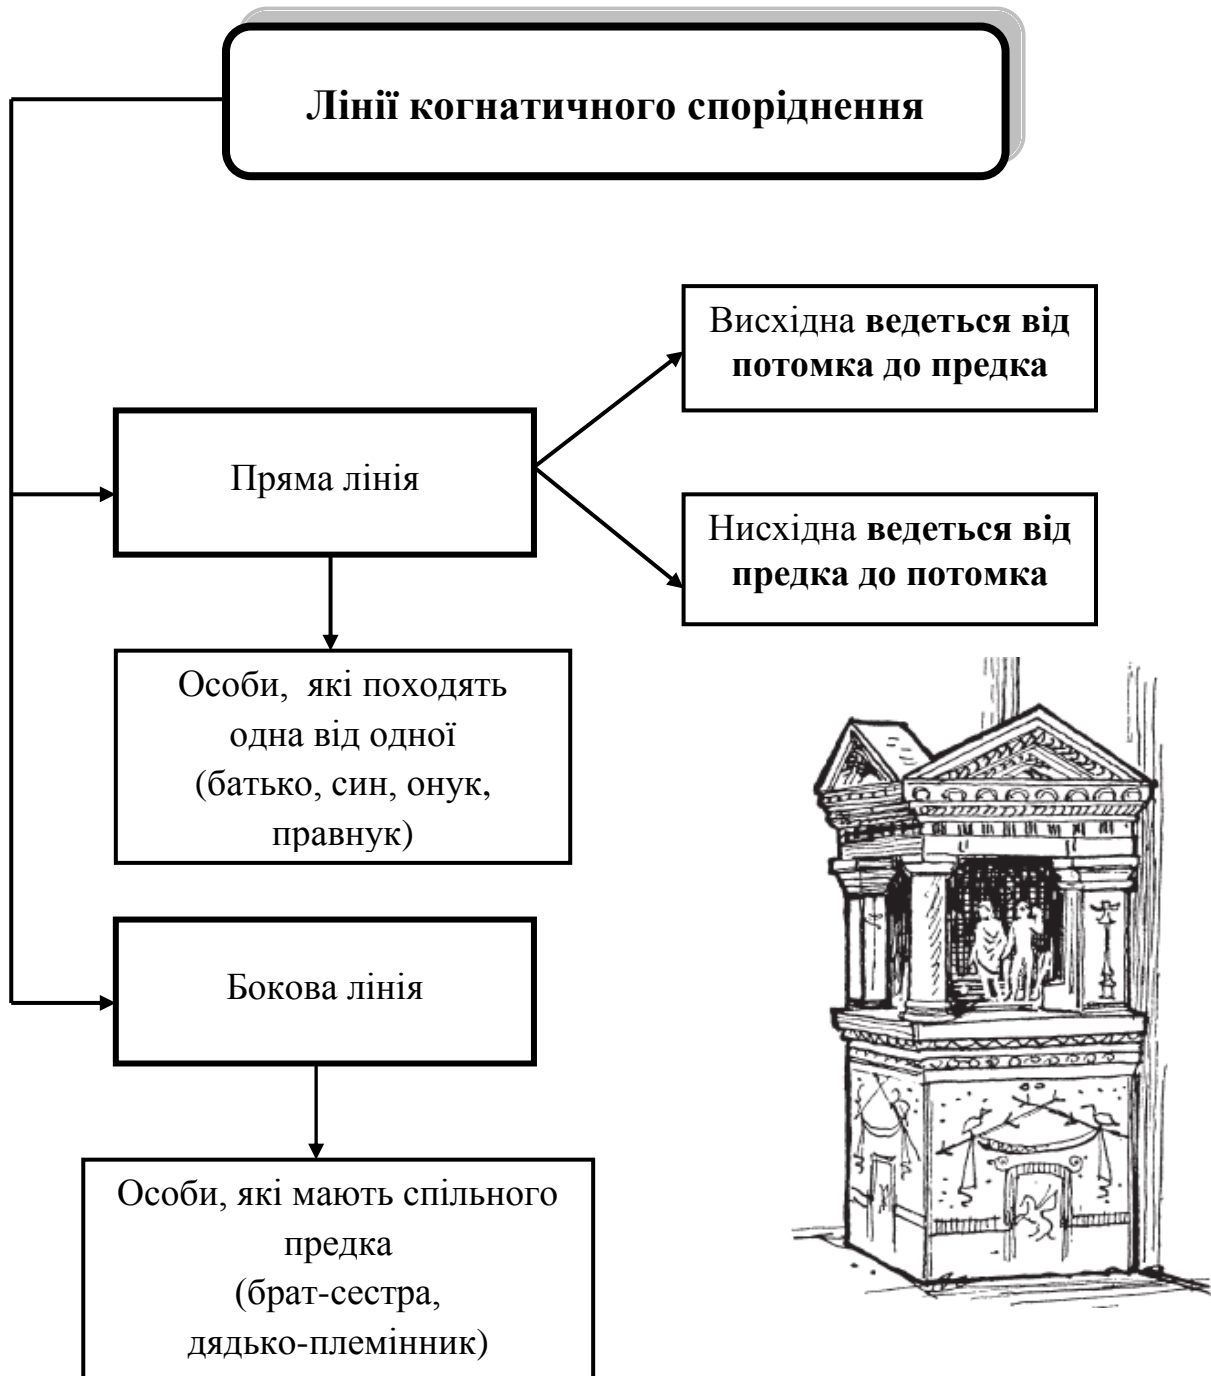 Лінії когнатичного споріднення
Висхідна ведеться від
потомка до предка
Пряма лінія
Нисхідна ведеться від
предка до потомка
Особи, які походять
одна від одної
(батько, син, онук,
правнук)
Бокова лінія
Особи, які мають спільного
предка
(брат-сестра,
дядько-племінник)